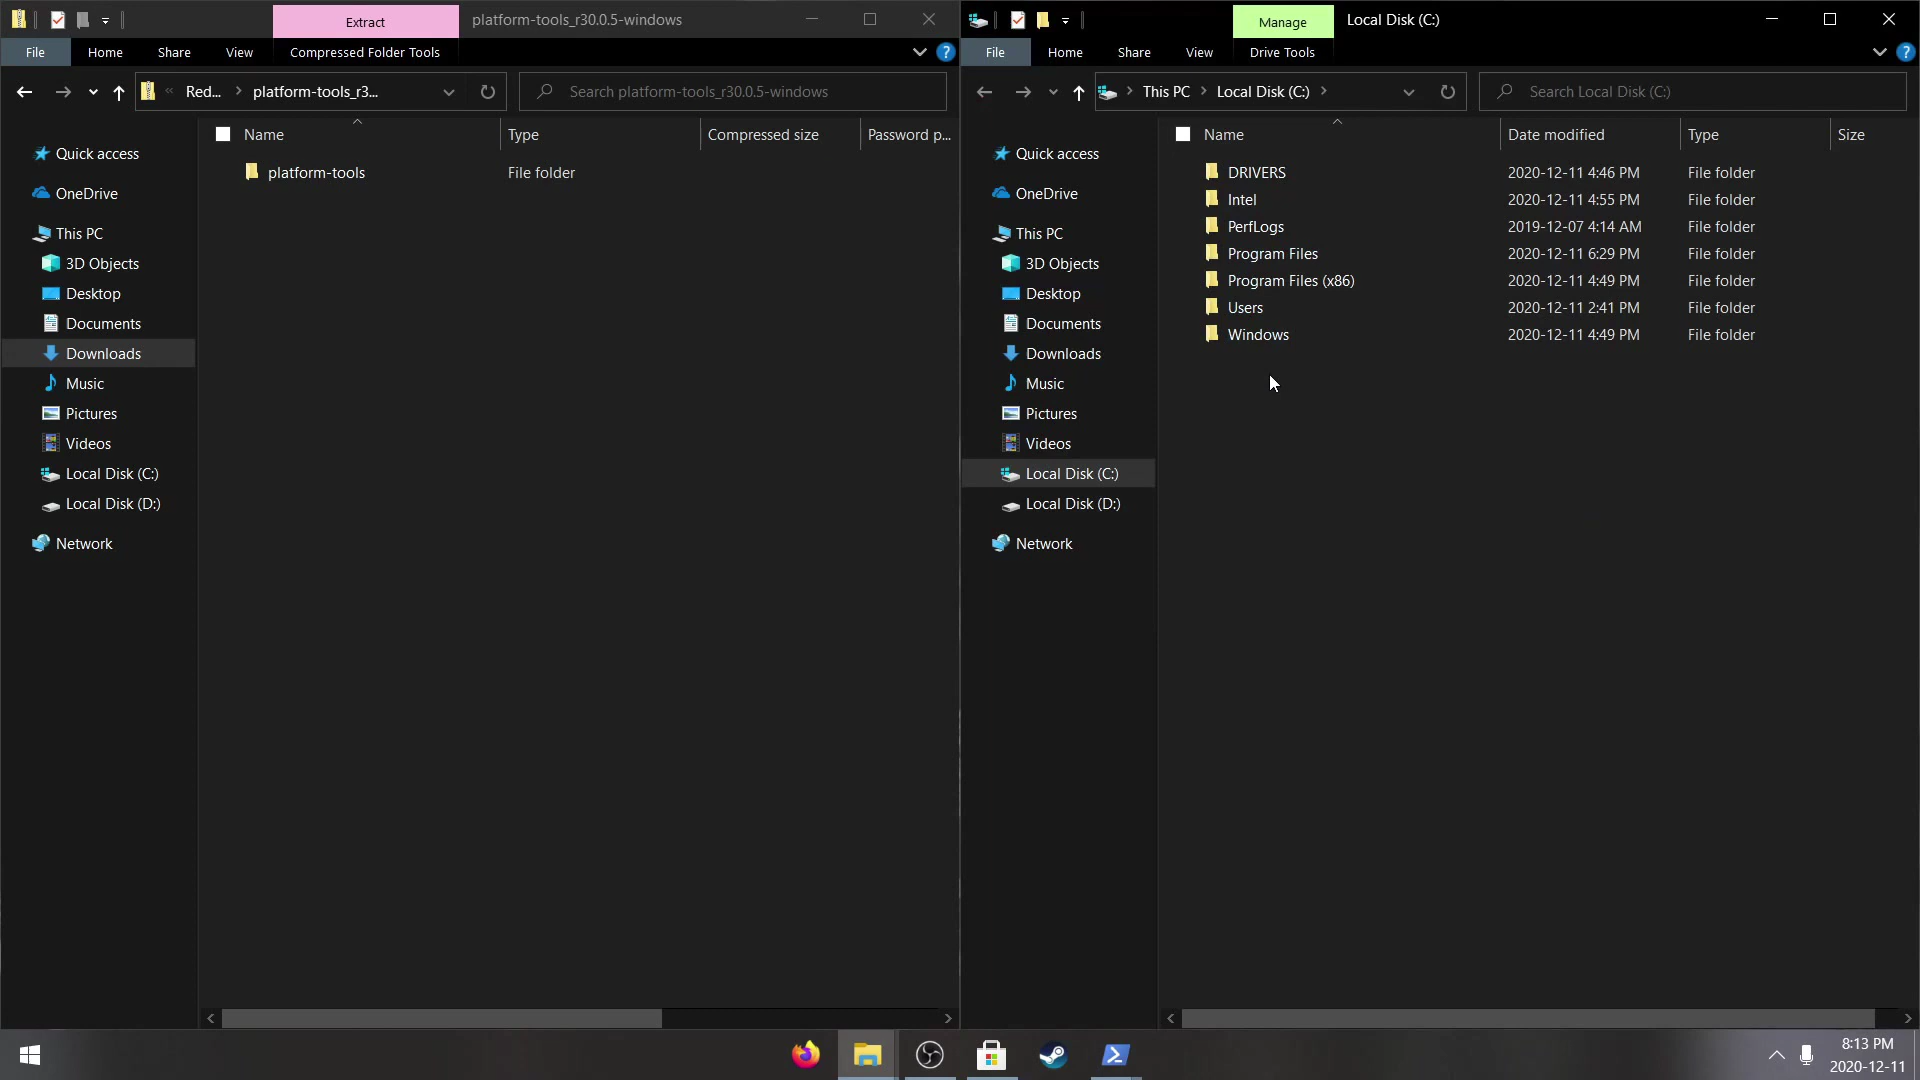 Extract
platform-tools_r30.0.5-windows
File
Home
Share
View
Compressed Folder Tools
?
« Red... > platform-tools_r3...
Search platform-tools_r30.0.5-windows
Name
Type
Compressed size
Password p...
platform-tools
File folder
Quick access
OneDrive
This PC
3D Objects
Desktop
Documents
Downloads
Music
Pictures
Videos
Local Disk (C:)
Local Disk (D:)
Network
Manage
Local Disk (C:)
File
Home
Share
View
Drive Tools
?
> This PC > Local Disk (C:) >
Search Local Disk (C:)
Name
Date modified
Type
Size
DRIVERS 2020-12-11 4:46 PM File folder
Intel 2020-12-11 4:55 PM File folder
PerfLogs 2019-12-07 4:14 AM File folder
Program Files 2020-12-11 6:29 PM File folder
Program Files (x86) 2020-12-11 4:49 PM File folder
Users 2020-12-11 2:41 PM File folder
Windows 2020-12-11 4:49 PM File folder
Quick access
OneDrive
This PC
3D Objects
Desktop
Documents
Downloads
Music
Pictures
Videos
Local Disk (C:)
Local Disk (D:)
Network
8:13 PM
2020-12-11